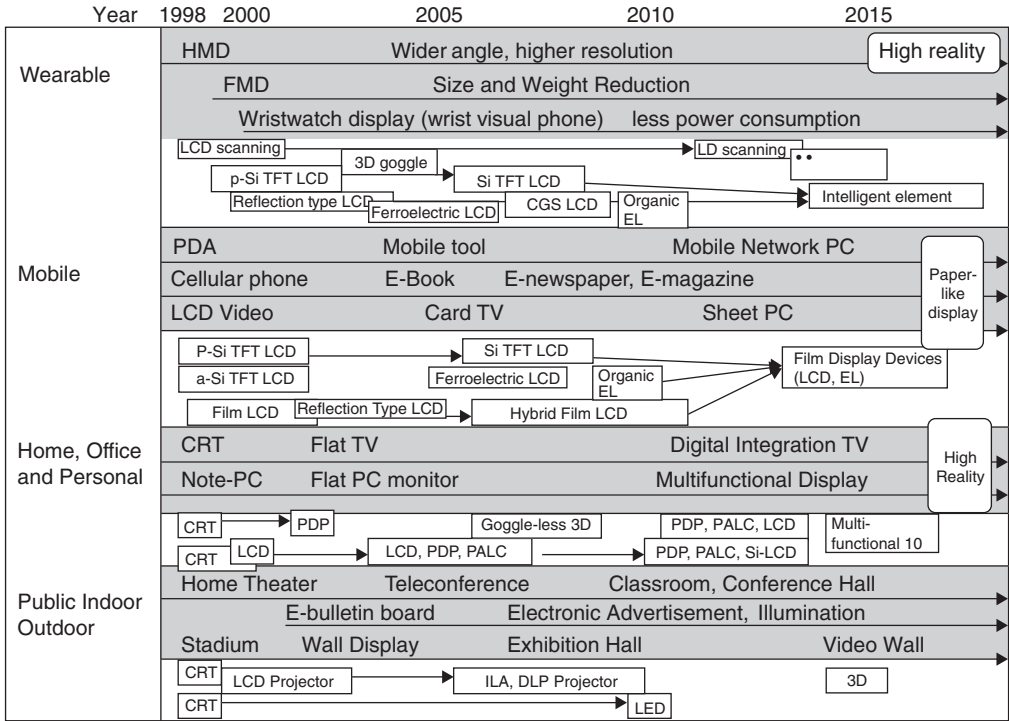 Year 1998 2000 2005 2010 2015
Wearable
HMD Wider angle, higher resolution High reality
FMD Size and Weight Reduction
Wristwatch display (wrist visual phone) less power consumption
LCD scanning LD scanning
3D goggle ••
p-Si TFT LCD Si TFT LCD Intelligent element
Reflection type LCD Ferroelectric LCD CGS LCD Organic
EL
Mobile
PDA Mobile tool Mobile Network PC
Cellular phone E-Book E-newspaper, E-magazine
LCD Video Card TV Sheet PC
Paper-
like
display
P-Si TFT LCD Si TFT LCD Film Display Devices
(LCD, EL)
a-Si TFT LCD Ferroelectric LCD Organic
EL
Film LCD Reflection Type LCD Hybrid Film LCD
Home, Office
and Personal
CRT Flat TV Digital Integration TV
Note-PC Flat PC monitor Multifunctional Display
High
Reality
CRT PDP Goggle-less 3D PDP, PALC, LCD Multi-
functional 10
CRT LCD LCD, PDP, PALC PDP, PALC, Si-LCD
Public Indoor
Outdoor
Home Theater Teleconference Classroom, Conference Hall
E-bulletin board Electronic Advertisement, Illumination
Stadium Wall Display Exhibition Hall Video Wall
CRT LCD Projector ILA, DLP Projector 3D
CRT LED